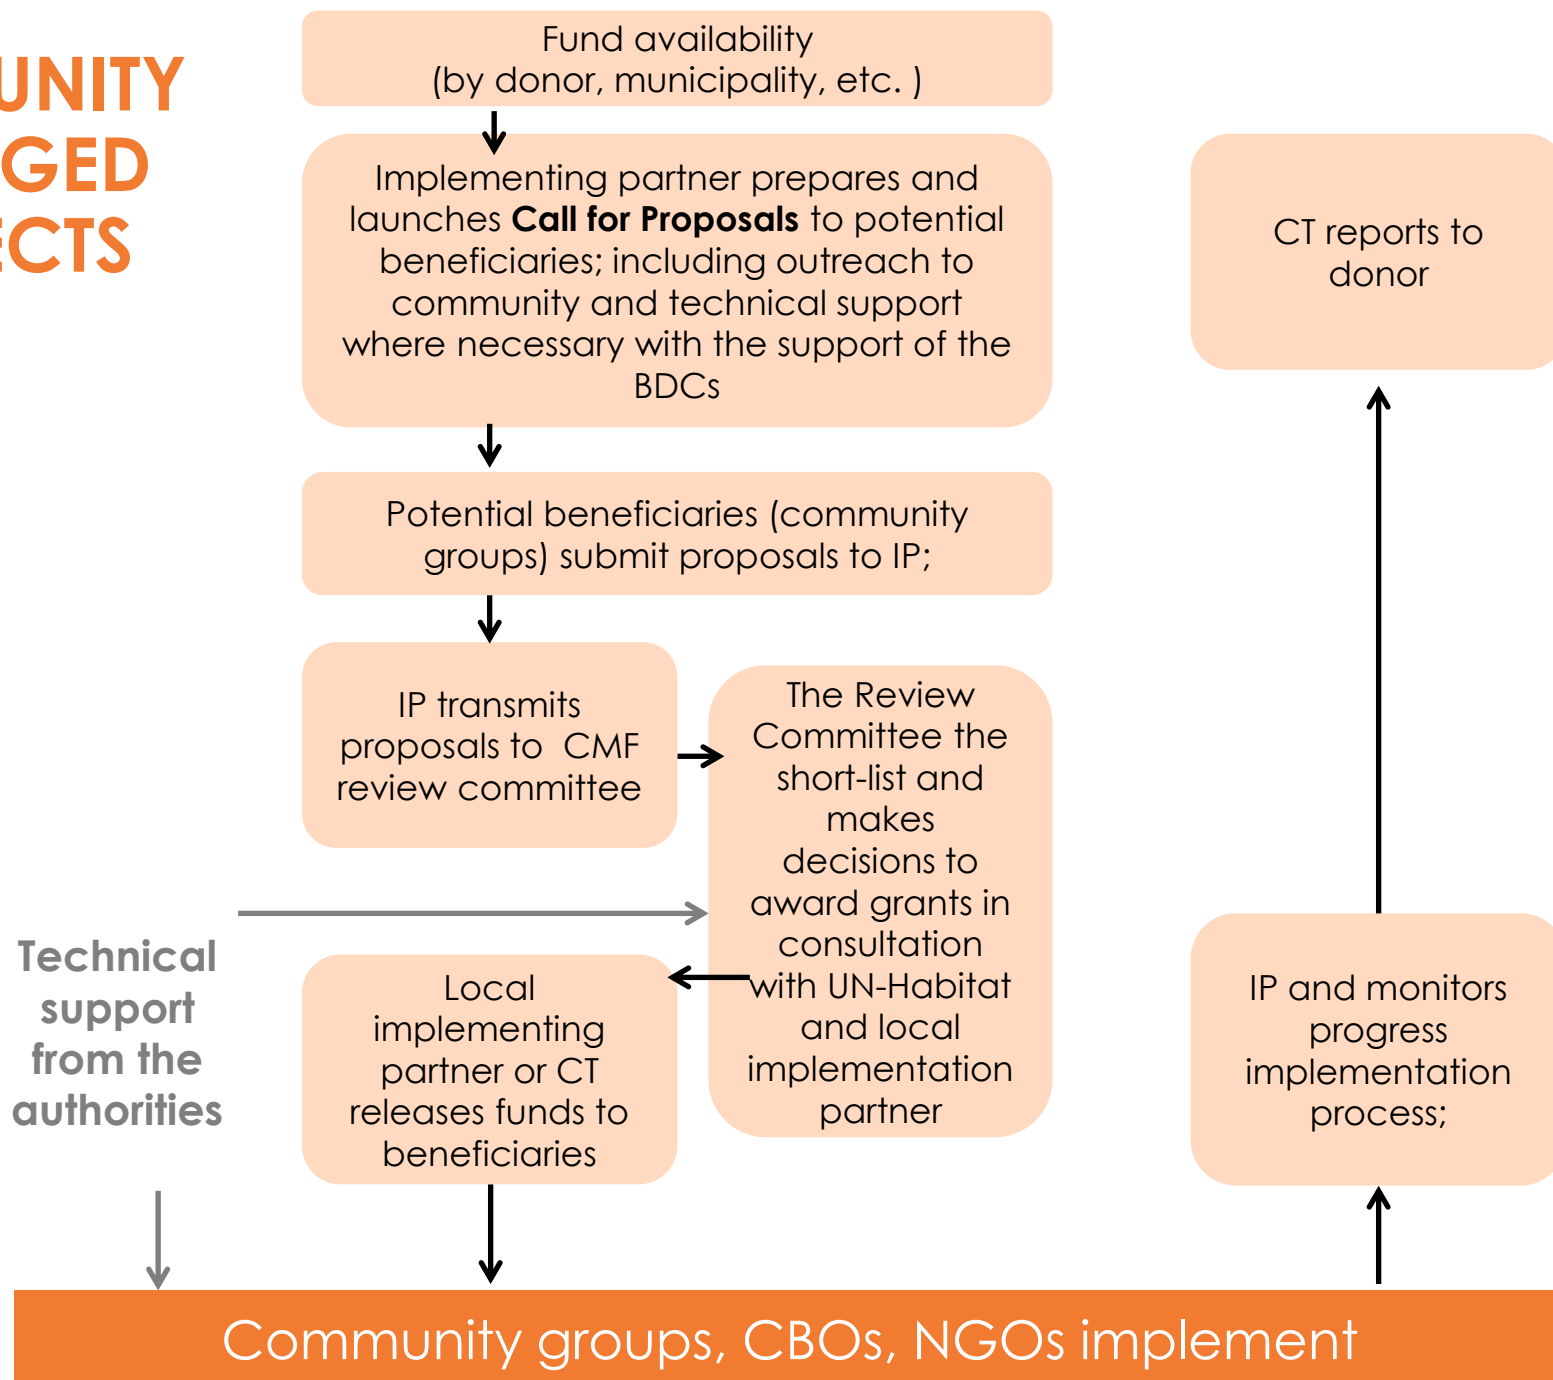 UNITY
GED
ECTS
Fund availability
(by donor, municipality, etc. )
Implementing partner prepares and
launches Call for Proposals to potential
beneficiaries; including outreach to
community and technical support
where necessary with the support of the
BDCs
Potential beneficiaries (community
groups) submit proposals to IP;
IP transmits
proposals to  CMF
review committee
The Review
Committee the
short-list and
makes
decisions to
award grants in
consultation
with UN-Habitat
and local
implementation
partner
Technical
support
from the
authorities
Local
implementing
partner or CT
releases funds to
beneficiaries
Community groups, CBOs, NGOs implement
IP and monitors
progress
implementation
process;
CT reports to
donor